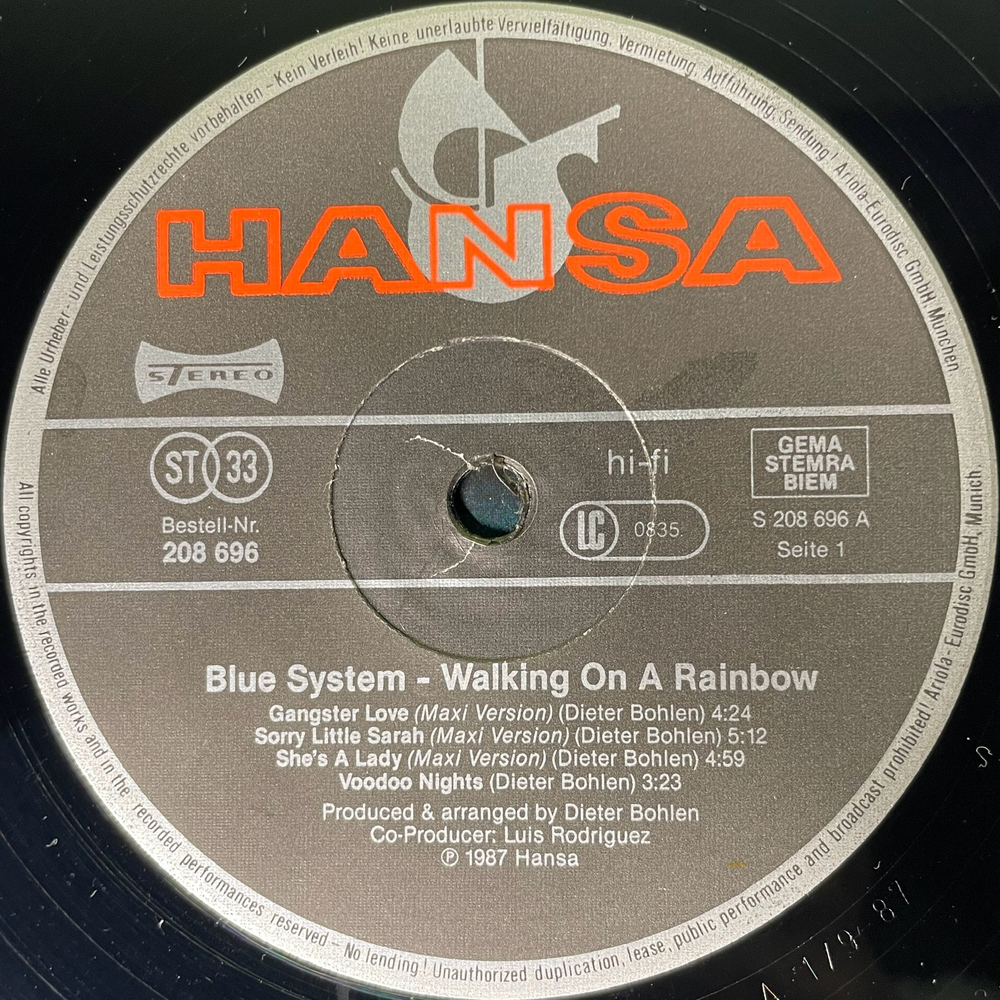 Alle Urheber- und Leistungsschutzrechte vorbehalten – Kein Verleih! Keine unerlaubte Vervielfältigung, Vermietung, Aufführung, Sendung! Ariola-Eurodisc GmbH, München
HANSA
STEREO
ST 33
hi-fi
GEMA
STEMRA
BIEM
Bestell-Nr.
208 696
LC 0835
S 208 696 A
Seite 1
Blue System - Walking On A Rainbow
Gangster Love (Maxi Version) (Dieter Bohlen) 4:24
Sorry Little Sarah (Maxi Version) (Dieter Bohlen) 5:12
She's A Lady (Maxi Version) (Dieter Bohlen) 4:59
Voodoo Nights (Dieter Bohlen) 3:23
Produced & arranged by Dieter Bohlen
Co-Producer: Luis Rodriguez
℗ 1987 Hansa
All copyrights in the recorded works and in the recorded performances reserved – No lending! Unauthorized duplication, lease, public performance and broadcast prohibited! Ariola-Eurodisc GmbH, Munich